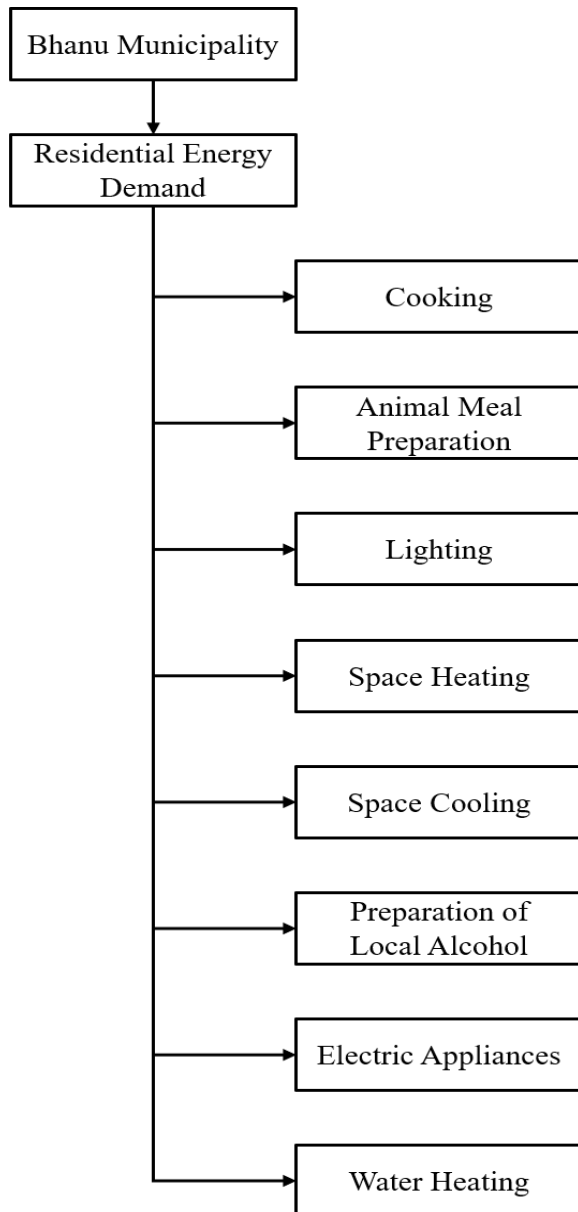 Bhanu Municipality
Residential Energy
Demand
Cooking
Animal Meal
Preparation
Lighting
Space Heating
Space Cooling
Preparation of
Local Alcohol
Electric Appliances
Water Heating